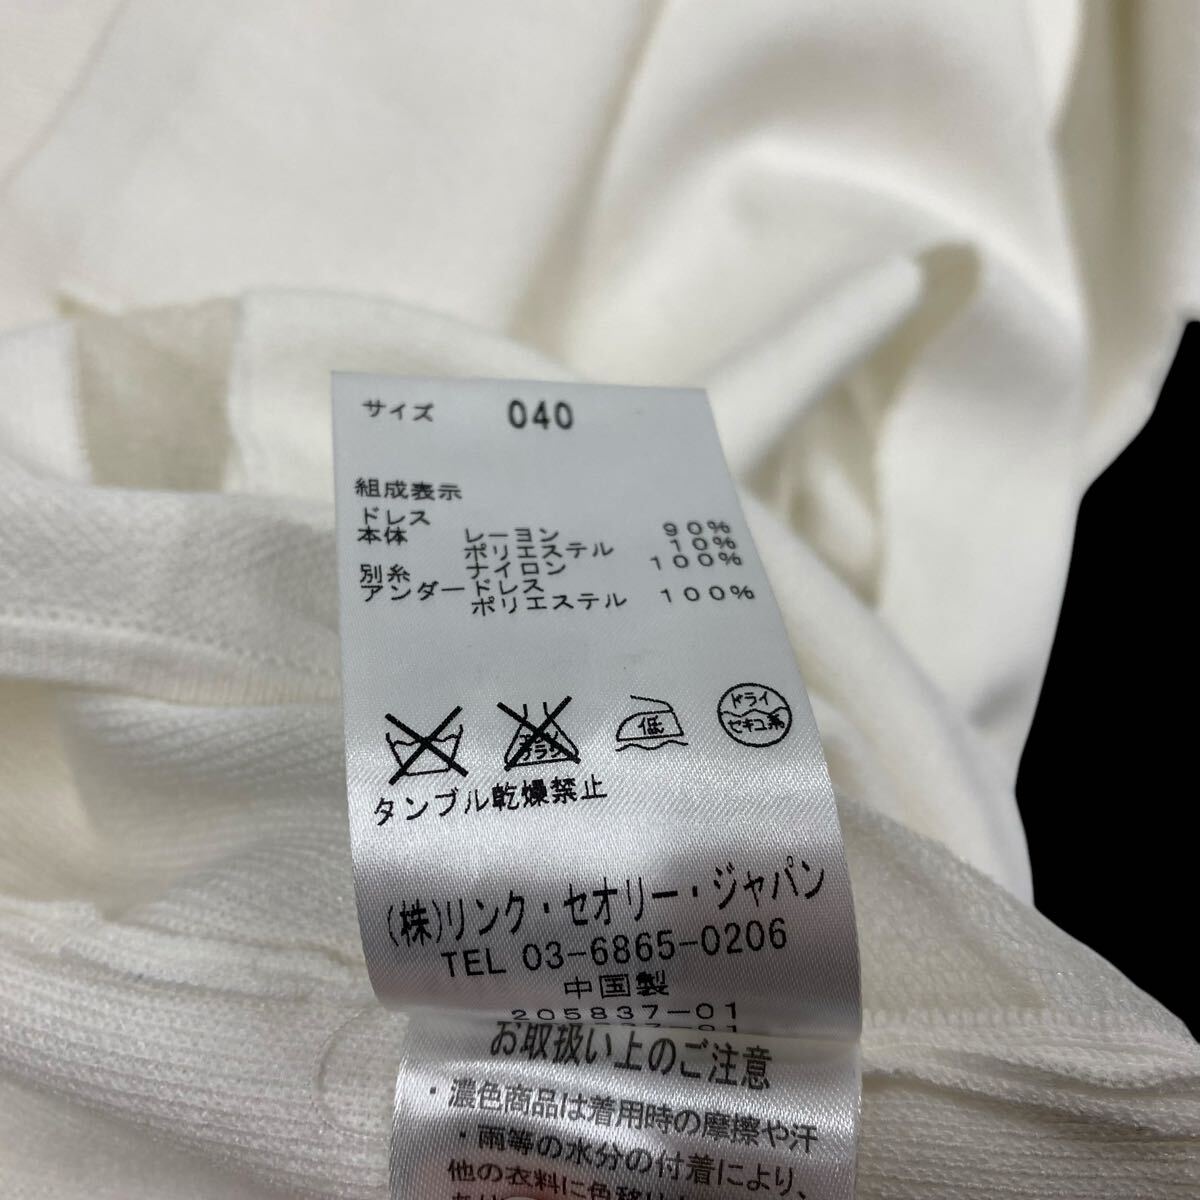 サイズ 040
組成表示
ドレス
本体 レーヨン 90%
ポリエステル 10%
別糸 ナイロン 100%
アンダードレス
ポリエステル 100%
エンソ
サラシ
低
ドライ
セキユ系
タンブル乾燥禁止
(株)リンク・セオリー・ジャパン
TEL 03-6865-0206
中国製
205837-01
お取扱い上のご注意
・濃色商品は着用時の摩擦や汗
・雨等の水分の付着により、
他の衣料に色移り